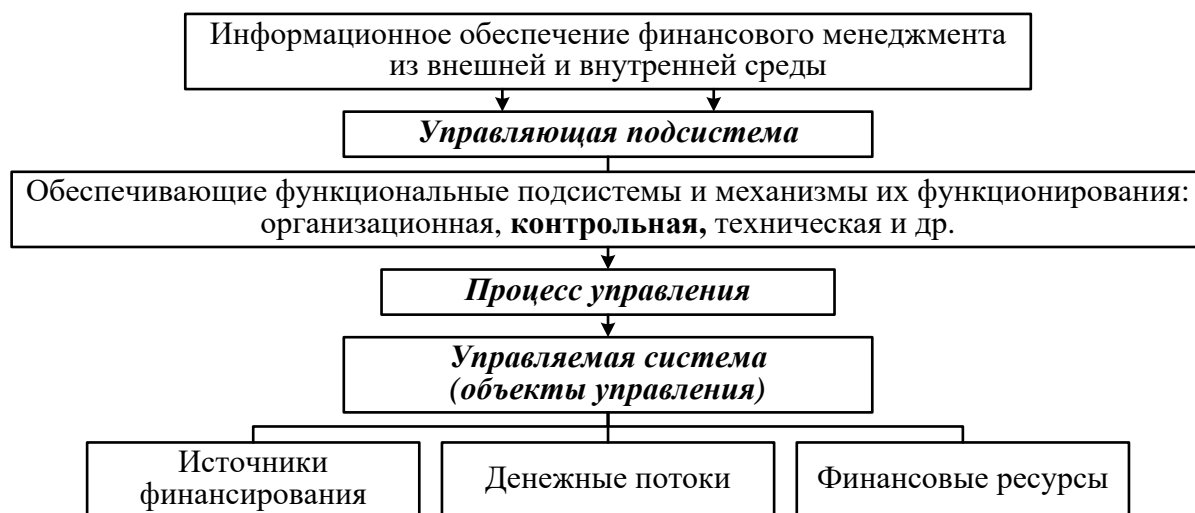 Информационное обеспечение финансового менеджмента
из внешней и внутренней среды
Управляющая подсистема
Обеспечивающие функциональные подсистемы и механизмы их функционирования:
организационная, контрольная, техническая и др.
Процесс управления
Управляемая система
(объекты управления)
Источники
финансирования
Денежные потоки
Финансовые ресурсы